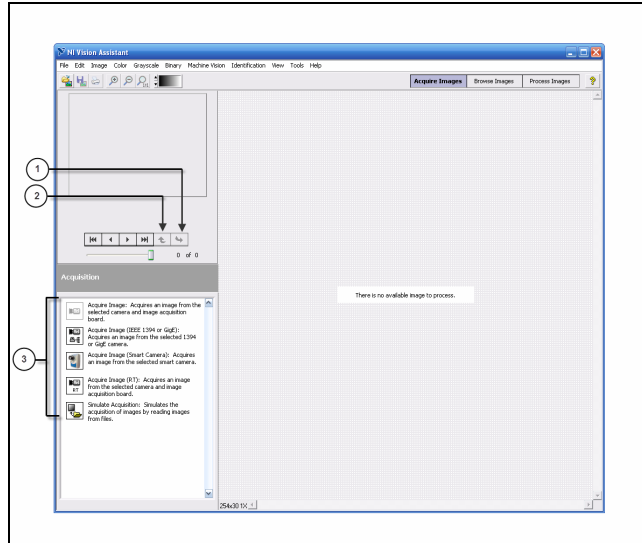 NI Vision Assistant
File Edit Image Color Grayscale Binary Machine Vision Identification View Tools Help
Acquire Images Browse Images Process Images
1
2
0 of 0
Acquisition
3
Acquire Image: Acquires an image from the
selected camera and image acquisition
board.
Acquire Image (IEEE 1394 or GigE):
Acquires an image from the selected 1394
or GigE camera.
Acquire Image (Smart Camera): Acquires
an image from the selected smart camera.
Acquire Image (RT): Acquires an image
from the selected camera and image
acquisition board.
RT
Simulate Acquisition: Simulates the
acquisition of images by reading images
from files.
There is no available image to process.
254x30 1X